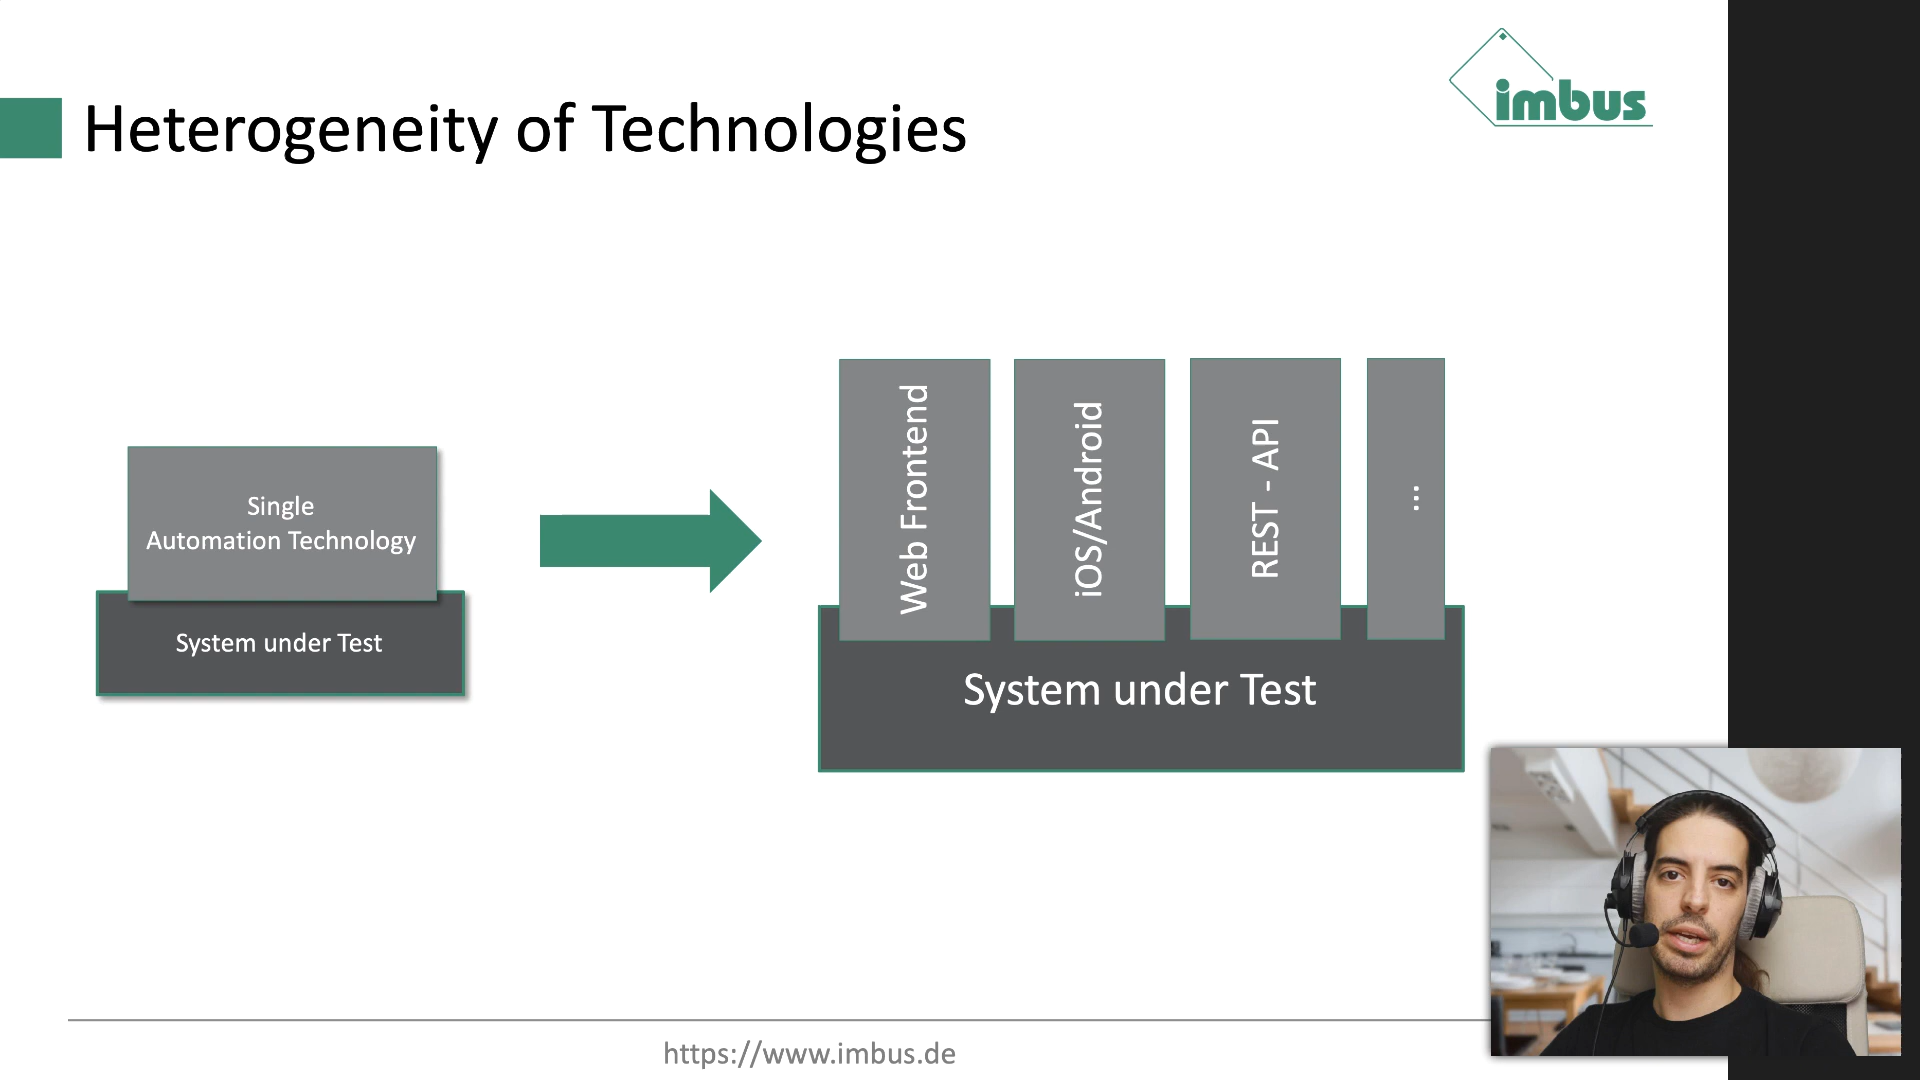 imbus
Heterogeneity of Technologies
Single
Automation Technology
System under Test
Web Frontend
iOS/Android
REST - API
...
System under Test
https://www.imbus.de